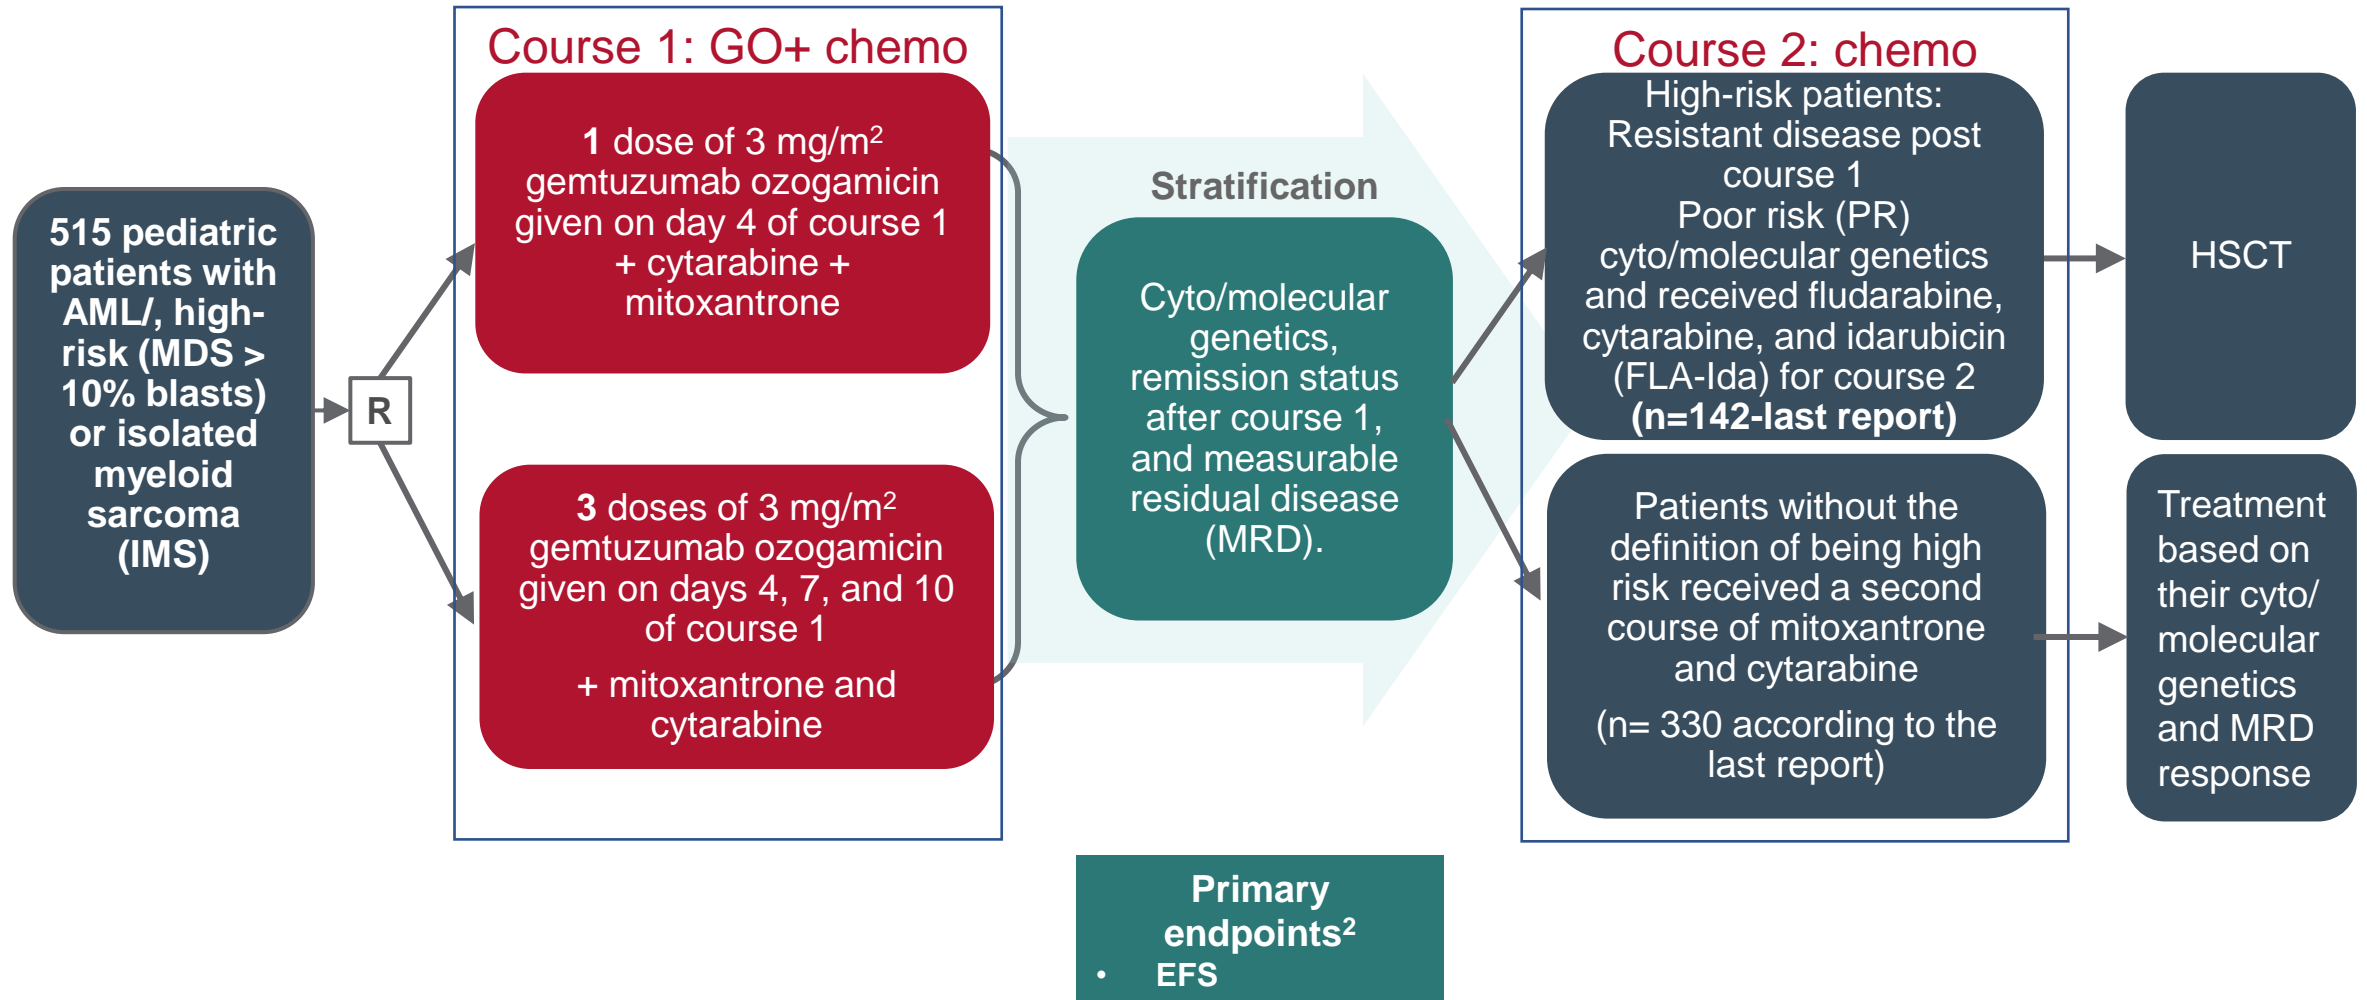 515 pediatric
patients with
AML/, high-
risk (MDS >
10% blasts)
or isolated
myeloid
sarcoma
(IMS)
R
Course 1: GO+ chemo
1 dose of 3 mg/m²
gemtuzumab ozogamicin
given on day 4 of course 1
+ cytarabine +
mitoxantrone
3 doses of 3 mg/m²
gemtuzumab ozogamicin
given on days 4, 7, and 10
of course 1
+ mitoxantrone and
cytarabine
Stratification
Cyto/molecular
genetics,
remission status
after course 1,
and measurable
residual disease
(MRD).
Course 2: chemo
High-risk patients:
Resistant disease post
course 1
Poor risk (PR)
cyto/molecular genetics
and received fludarabine,
cytarabine, and idarubicin
(FLA-Ida) for course 2
(n=142-last report)
Patients without the
definition of being high
risk received a second
course of mitoxantrone
and cytarabine
(n= 330 according to the
last report)
HSCT
Treatment
based on
their cyto/
molecular
genetics
and MRD
response
Primary
endpoints²
• EFS